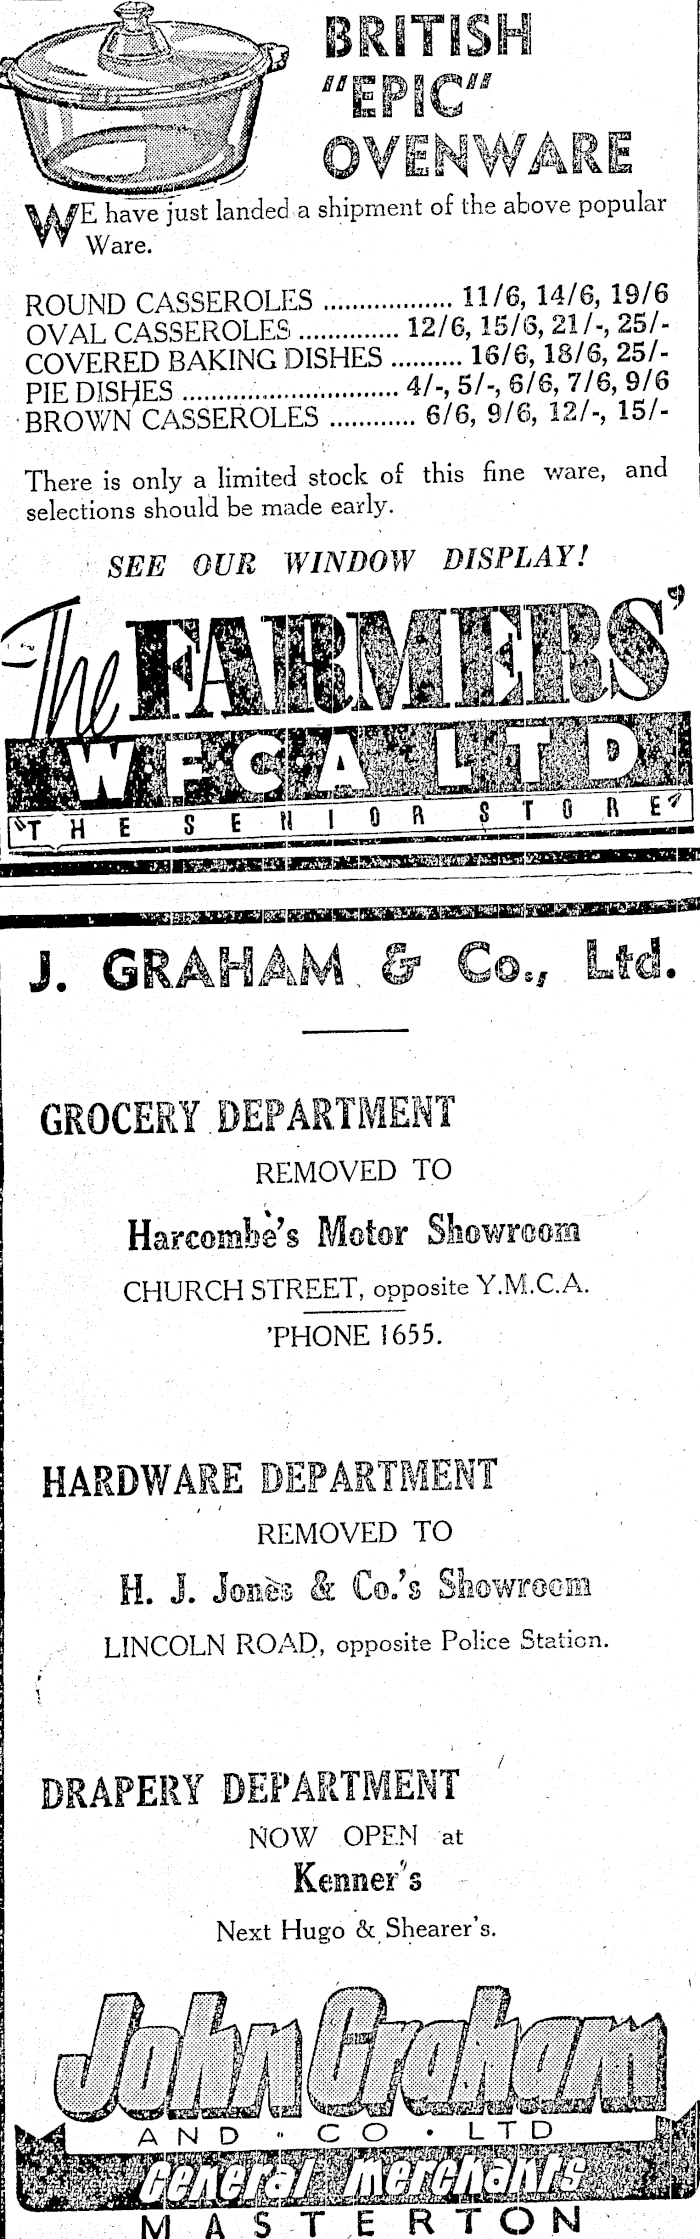 BRITISH
"EPIC"
OVENWARE
WE have just landed a shipment of the above popular
Ware.
ROUND CASSEROLES .................. 11/6, 14/6, 19/6
OVAL CASSEROLES .............. 12/6, 15/6, 21/-, 25/-
COVERED BAKING DISHES .......... 16/6, 18/6, 25/-
PIE DISHES .............................. 4/-, 5/-, 6/6, 7/6, 9/6
BROWN CASSEROLES ............ 6/6, 9/6, 12/-, 15/-
There is only a limited stock of this fine ware, and
selections should be made early.
SEE OUR WINDOW DISPLAY!
The FARMERS'
W·F·C·A LTD
"THE SENIOR STORE"
J. GRAHAM & Co., Ltd.
GROCERY DEPARTMENT
REMOVED TO
Harcombe's Motor Showroom
CHURCH STREET, opposite Y.M.C.A.
'PHONE 1655.
HARDWARE DEPARTMENT
REMOVED TO
H. J. Jones & Co.'s Showroom
LINCOLN ROAD, opposite Police Station.
DRAPERY DEPARTMENT
NOW OPEN at
Kenner's
Next Hugo & Shearer's.
John Graham
AND · CO · LTD
General Merchants
MASTERTON